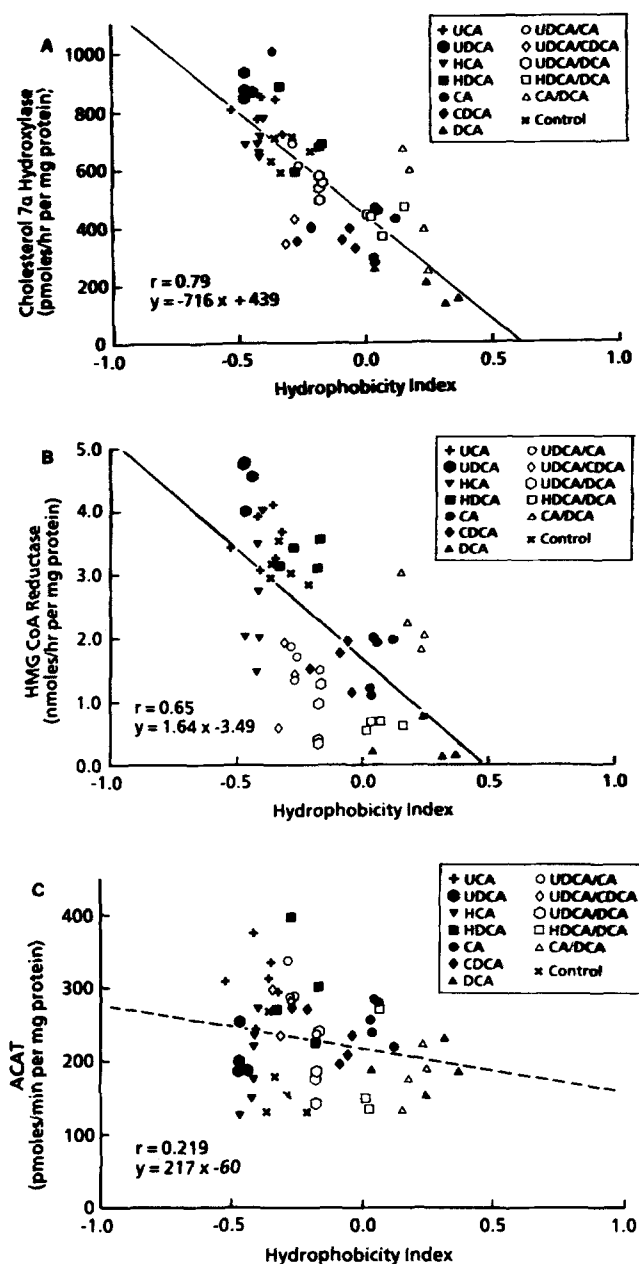 A
Cholesterol 7α Hydroxylase
(pmoles/hr per mg protein)
1000
800
600
400
200
0
-1.0
-0.5
0.0
0.5
1.0
Hydrophobicity Index
r = 0.79
y = -716 x + 439
UCA
UDCA
HCA
HDCA
CA
CDCA
DCA
UDCA/CA
UDCA/CDCA
UDCA/DCA
HDCA/DCA
CA/DCA
Control
B
HMG CoA Reductase
(nmoles/hr per mg protein)
5.0
4.0
3.0
2.0
1.0
0.0
-1.0
-0.5
0.0
0.5
1.0
Hydrophobicity Index
r = 0.65
y = 1.64 x -3.49
UCA
UDCA
HCA
HDCA
CA
CDCA
DCA
UDCA/CA
UDCA/CDCA
UDCA/DCA
HDCA/DCA
CA/DCA
Control
C
ACAT
(pmoles/min per mg protein)
400
300
200
100
0
-1.0
-0.5
0.0
0.5
1.0
Hydrophobicity Index
r = 0.219
y = 217 x -60
UCA
UDCA
HCA
HDCA
CA
CDCA
DCA
UDCA/CA
UDCA/CDCA
UDCA/DCA
HDCA/DCA
CA/DCA
Control